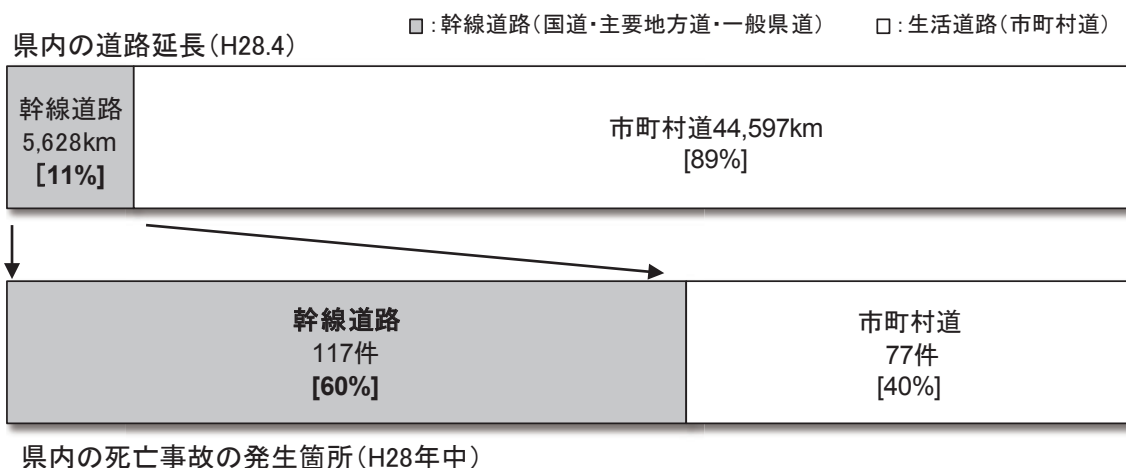 ■:幹線道路(国道・主要地方道・一般県道) □:生活道路(市町村道)
県内の道路延長(H28.4)
幹線道路
5,628km
[11%]
市町村道44,597km
[89%]
幹線道路
117件
[60%]
市町村道
77件
[40%]
県内の死亡事故の発生箇所(H28年中)